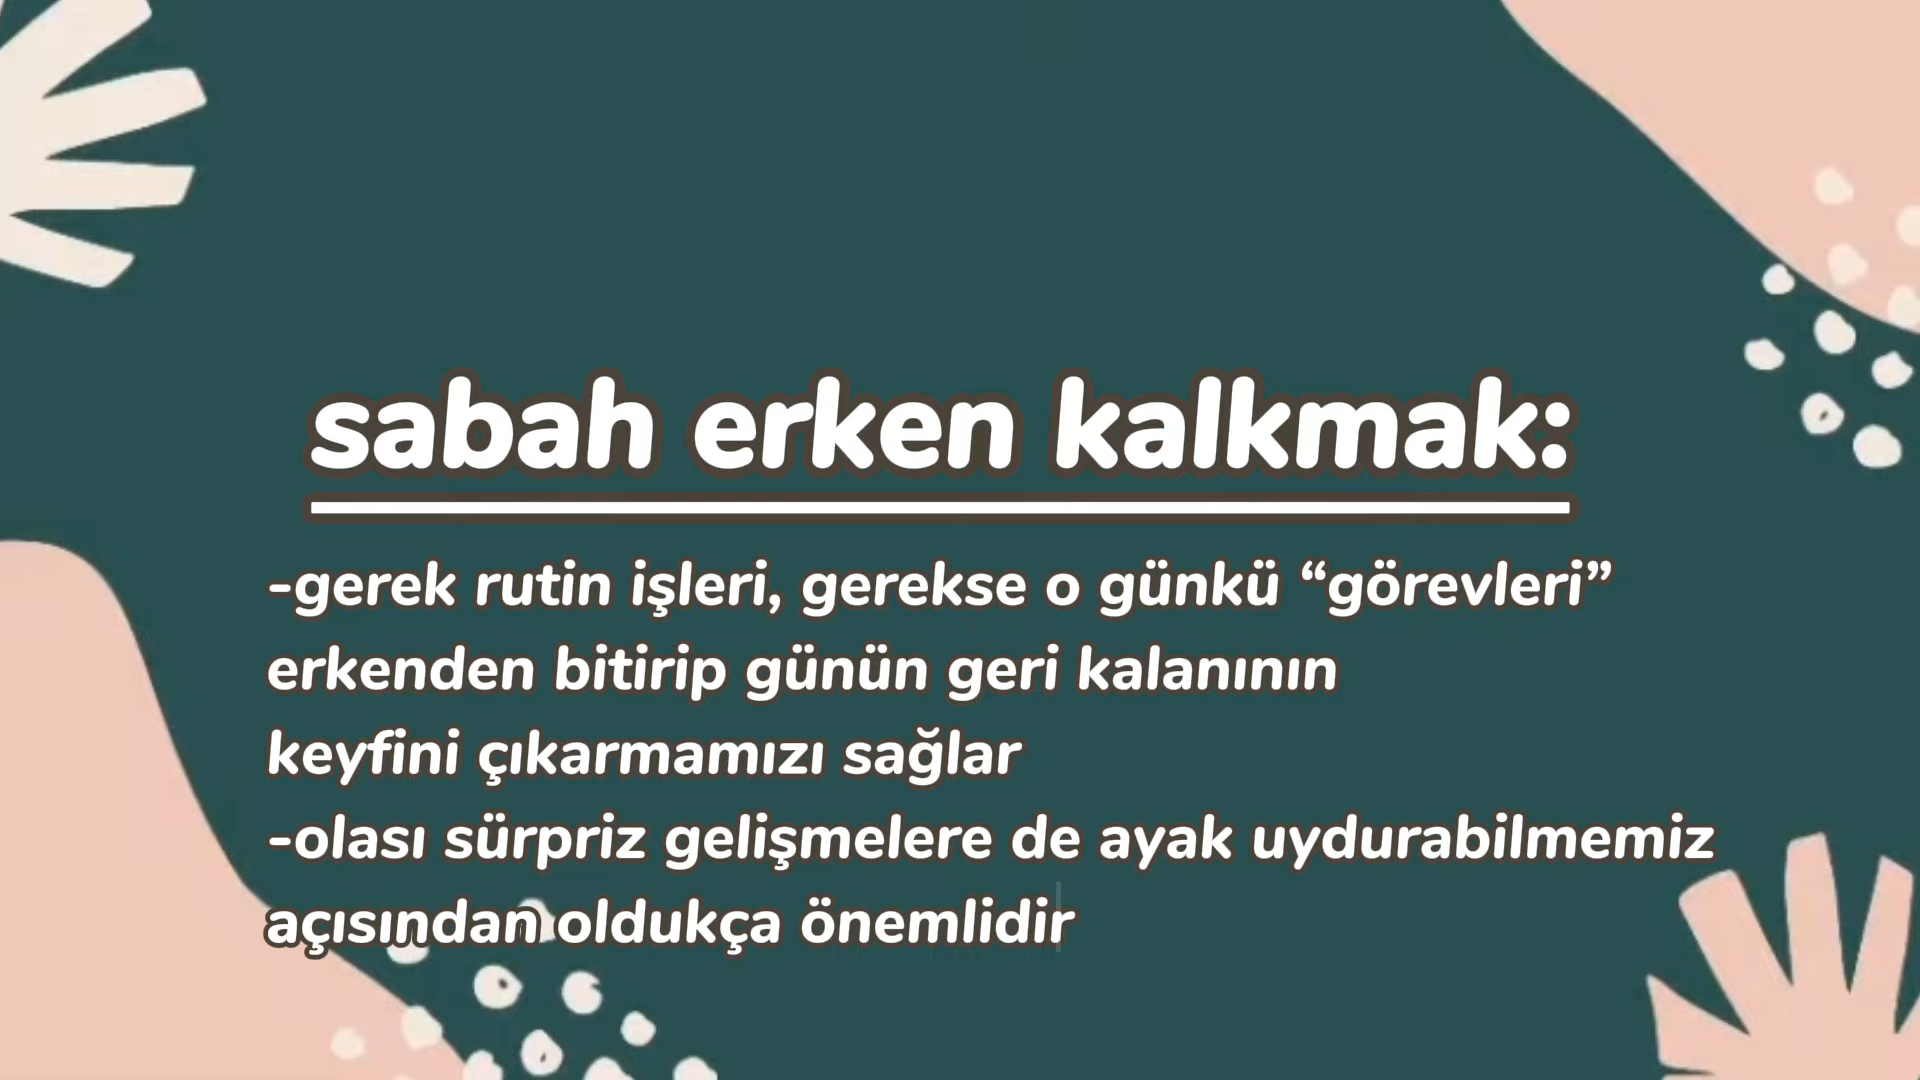 sabah erken kalkmak:
-gerek rutin işleri, gerekse o günkü “görevleri”
erkenden bitirip günün geri kalanının
keyfini çıkarmamızı sağlar
-olası sürpriz gelişmelere de ayak uydurabilmemiz
açısından oldukça önemlidir